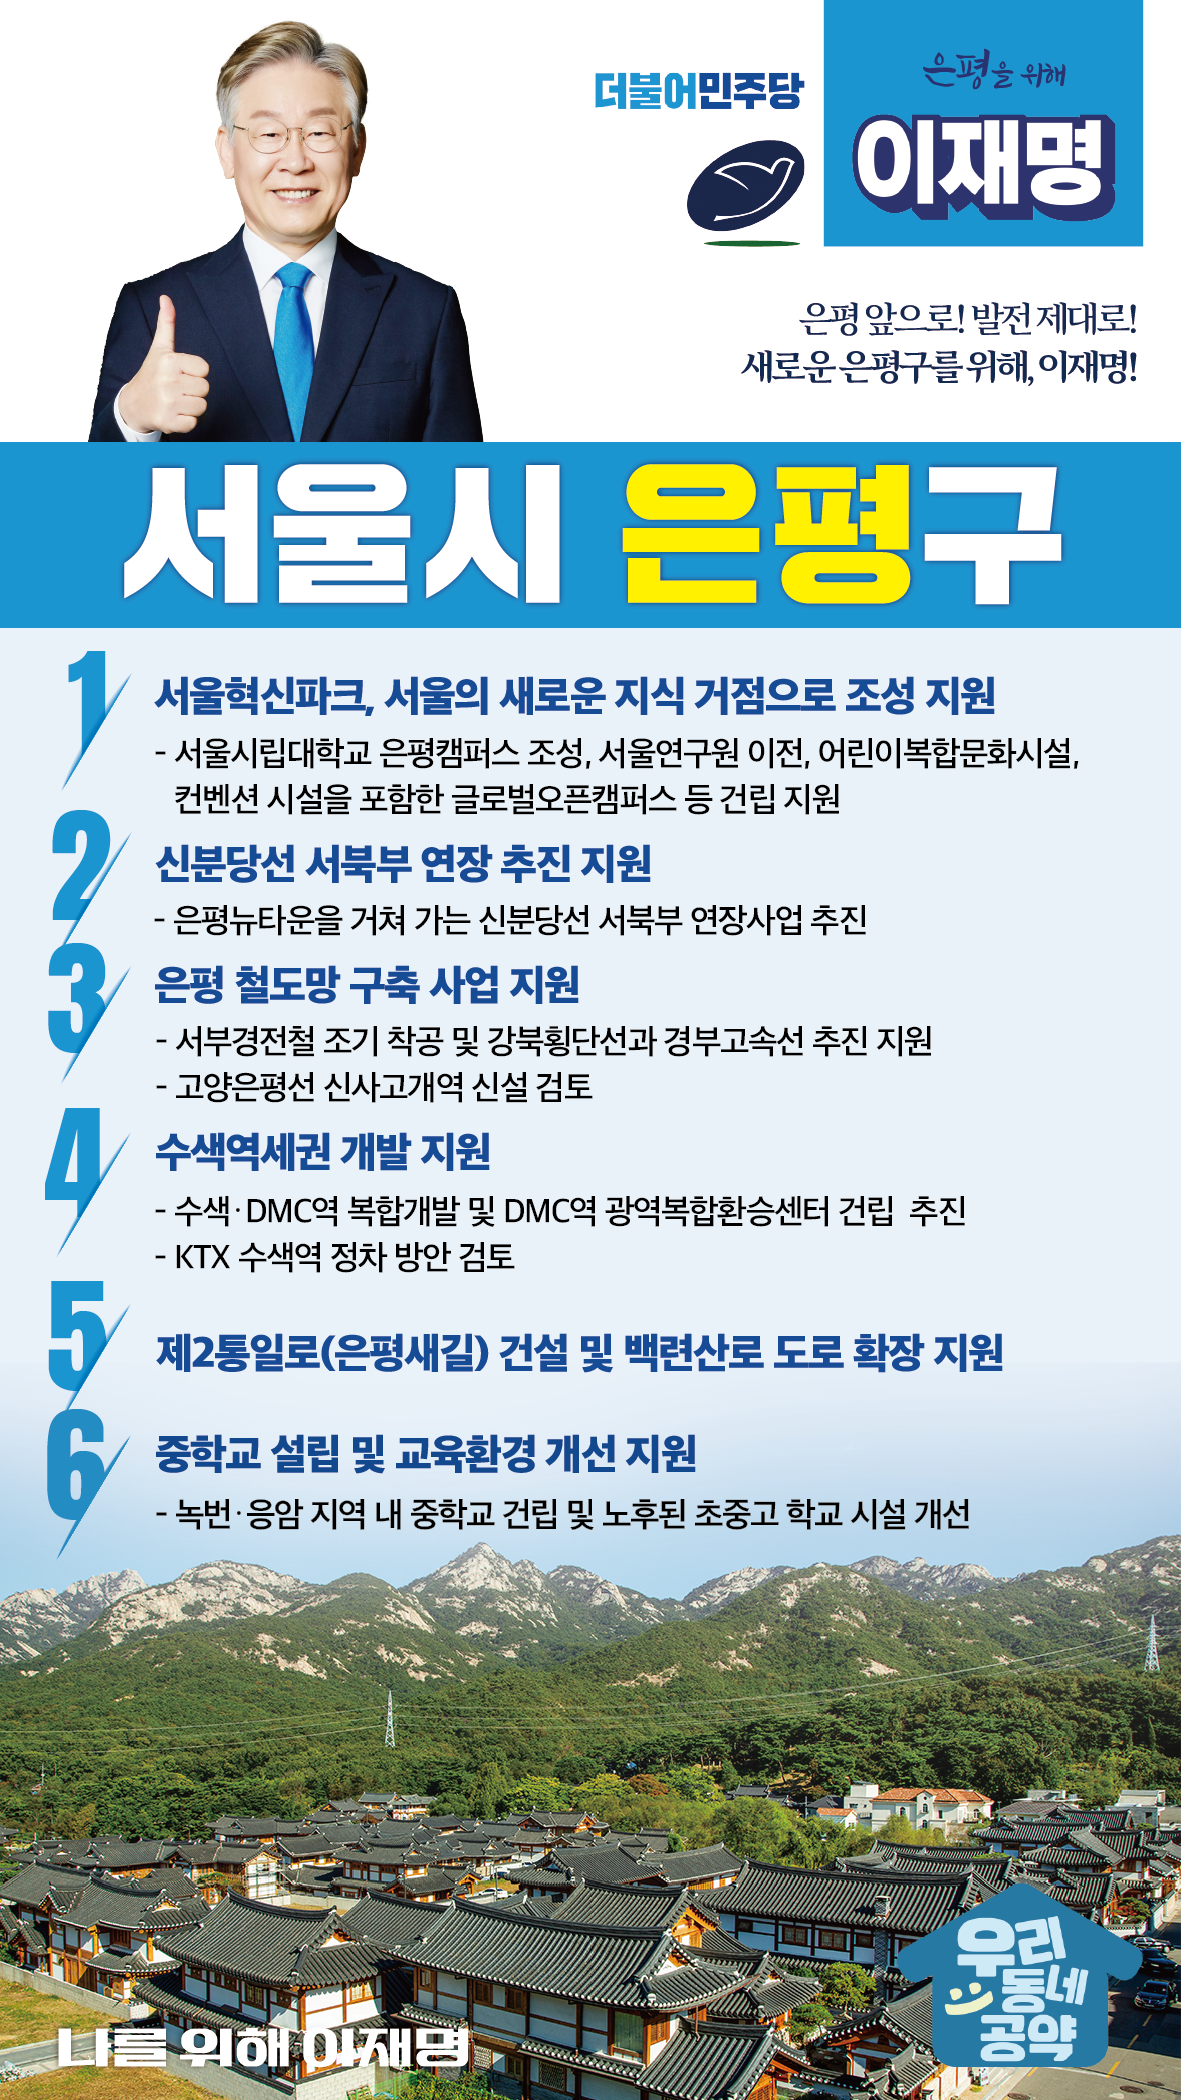 더불어민주당
은평을 위해
이재명
은평 앞으로! 발전 제대로!
새로운 은평구를 위해, 이재명!
서울시 은평구
1
서울혁신파크, 서울의 새로운 지식 거점으로 조성 지원
- 서울시립대학교 은평캠퍼스 조성, 서울연구원 이전, 어린이복합문화시설,
컨벤션 시설을 포함한 글로벌오픈캠퍼스 등 건립 지원
2
신분당선 서북부 연장 추진 지원
- 은평뉴타운을 거쳐 가는 신분당선 서북부 연장사업 추진
3
은평 철도망 구축 사업 지원
- 서부경전철 조기 착공 및 강북횡단선과 경부고속선 추진 지원
- 고양은평선 신사고개역 신설 검토
4
수색역세권 개발 지원
- 수색·DMC역 복합개발 및 DMC역 광역복합환승센터 건립 추진
- KTX 수색역 정차 방안 검토
5
제2통일로(은평새길) 건설 및 백련산로 도로 확장 지원
6
중학교 설립 및 교육환경 개선 지원
- 녹번·응암 지역 내 중학교 건립 및 노후된 초중고 학교 시설 개선
우리
동네
공약
나를 위해 이재명